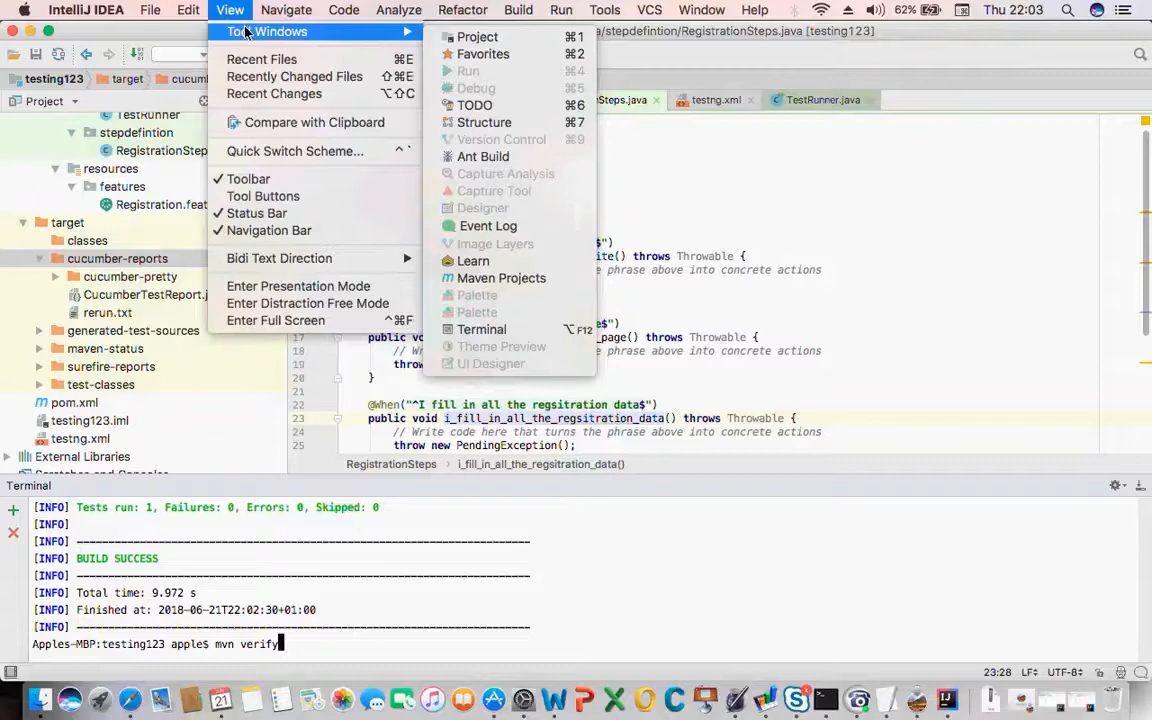 IntelliJ IDEA File Edit View Navigate Code Analyze Refactor Build Run Tools VCS Window Help 62% Thu 22:03
/stepdefintion/RegistrationSteps.java [testing123]
testing123 target cucum
Project
Steps.java testng.xml TestRunner.java
TestRunner
stepdefintion
RegistrationStep
resources
features
Registration.feat
target
classes
cucumber-reports
cucumber-pretty
CucumberTestReport.j
rerun.txt
generated-test-sources
maven-status
surefire-reports
test-classes
pom.xml
testing123.iml
testng.xml
External Libraries
Tool Windows
Recent Files ⌘E
Recently Changed Files ⇧⌘E
Recent Changes ⌥⇧C
Compare with Clipboard
Quick Switch Scheme... ^`
Toolbar
Tool Buttons
Status Bar
Navigation Bar
Bidi Text Direction
Enter Presentation Mode
Enter Distraction Free Mode
Enter Full Screen ^⌘F
Project ⌘1
Favorites ⌘2
Run ⌘4
Debug ⌘5
TODO ⌘6
Structure ⌘7
Version Control ⌘9
Ant Build
Capture Analysis
Capture Tool
Designer
Event Log
Image Layers
Learn
Maven Projects
Palette
Palette
Terminal ⌥F12
Theme Preview
UI Designer
$")
ite() throws Throwable {
e phrase above into concrete actions
e$")
17 public vo _page() throws Throwable {
18 // Wr e phrase above into concrete actions
19 thro
20 }
21
22 @When("^I fill in all the regsitration data$")
23 public void i_fill_in_all_the_regsitration_data() throws Throwable {
24 // Write code here that turns the phrase above into concrete actions
25 throw new PendingException();
RegistrationSteps › i_fill_in_all_the_regsitration_data()
Terminal
[INFO] Tests run: 1, Failures: 0, Errors: 0, Skipped: 0
[INFO]
[INFO] ------------------------------------------------------------------------
[INFO] BUILD SUCCESS
[INFO] ------------------------------------------------------------------------
[INFO] Total time: 9.972 s
[INFO] Finished at: 2018-06-21T22:02:30+01:00
[INFO] ------------------------------------------------------------------------
Apples-MBP:testing123 apple$ mvn verify
23:28 LF÷ UTF-8÷